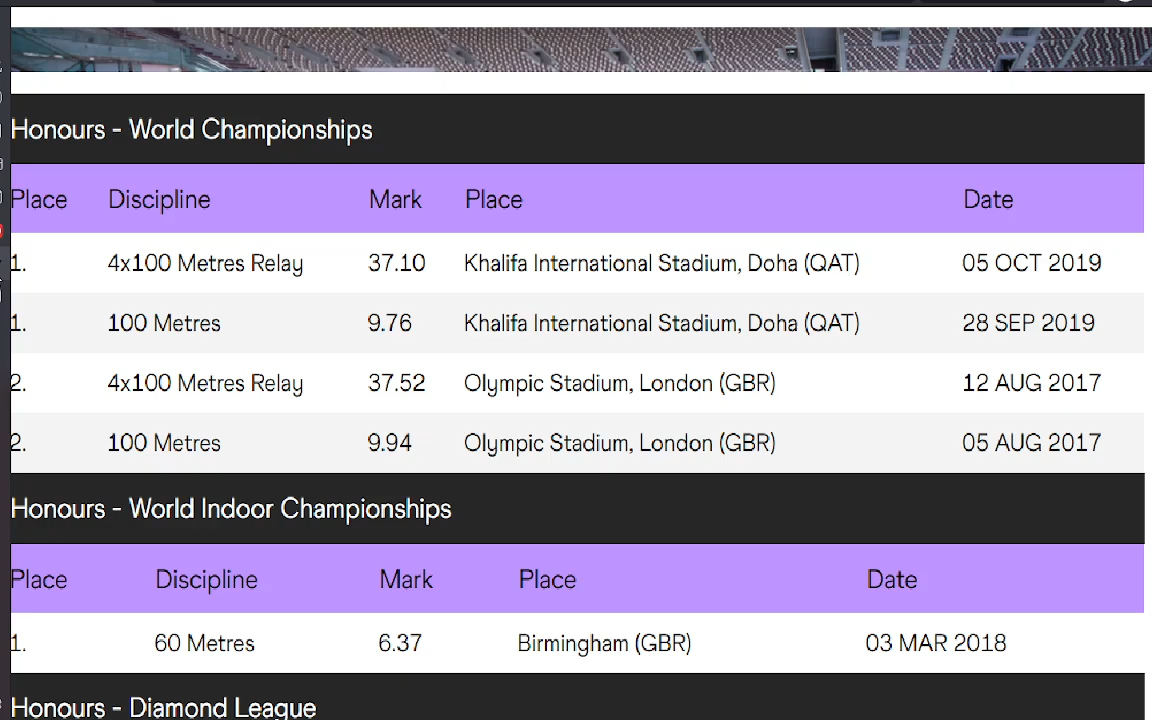 Honours - World Championships
Place Discipline Mark Place Date
1. 4x100 Metres Relay 37.10 Khalifa International Stadium, Doha (QAT) 05 OCT 2019
1. 100 Metres 9.76 Khalifa International Stadium, Doha (QAT) 28 SEP 2019
2. 4x100 Metres Relay 37.52 Olympic Stadium, London (GBR) 12 AUG 2017
2. 100 Metres 9.94 Olympic Stadium, London (GBR) 05 AUG 2017
Honours - World Indoor Championships
Place Discipline Mark Place Date
1. 60 Metres 6.37 Birmingham (GBR) 03 MAR 2018
Honours - Diamond League